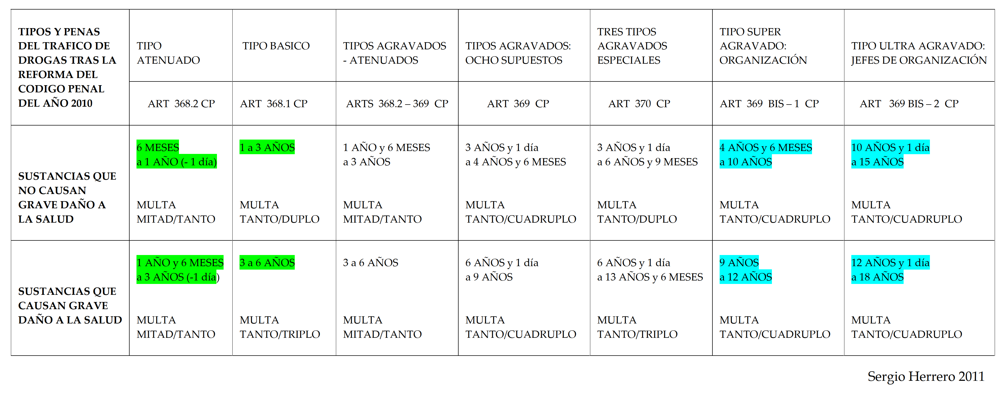 TIPOS Y PENAS
DEL TRAFICO DE
DROGAS TRAS LA
REFORMA DEL
CODIGO PENAL
DEL AÑO 2010
TIPO
ATENUADO
TIPO BASICO
TIPOS AGRAVADOS
- ATENUADOS
TIPOS AGRAVADOS:
OCHO SUPUESTOS
TRES TIPOS
AGRAVADOS
ESPECIALES
TIPO SUPER
AGRAVADO:
ORGANIZACIÓN
TIPO ULTRA AGRAVADO:
JEFES DE ORGANIZACIÓN
ART 368.2 CP
ART 368.1 CP
ARTS 368.2 – 369 CP
ART 369 CP
ART 370 CP
ART 369 BIS – 1 CP
ART 369 BIS – 2 CP
SUSTANCIAS QUE
NO CAUSAN
GRAVE DAÑO A
LA SALUD
6 MESES
a 1 AÑO (- 1 día)
MULTA
MITAD/TANTO
1 a 3 AÑOS
MULTA
TANTO/DUPLO
1 AÑO y 6 MESES
a 3 AÑOS
MULTA
MITAD/TANTO
3 AÑOS y 1 día
a 4 AÑOS y 6 MESES
MULTA
TANTO/CUADRUPLO
3 AÑOS y 1 día
a 6 AÑOS y 9 MESES
MULTA
TANTO/DUPLO
4 AÑOS y 6 MESES
a 10 AÑOS
MULTA
TANTO/CUADRUPLO
10 AÑOS y 1 día
a 15 AÑOS
MULTA
TANTO/CUADRUPLO
SUSTANCIAS QUE
CAUSAN GRAVE
DAÑO A LA SALUD
1 AÑO y 6 MESES
a 3 AÑOS (-1 día)
MULTA
MITAD/TANTO
3 a 6 AÑOS
MULTA
TANTO/TRIPLO
3 a 6 AÑOS
MULTA
MITAD/TANTO
6 AÑOS y 1 día
a 9 AÑOS
MULTA
TANTO/CUADRUPLO
6 AÑOS y 1 día
a 13 AÑOS y 6 MESES
MULTA
TANTO/TRIPLO
9 AÑOS
a 12 AÑOS
MULTA
TANTO/CUADRUPLO
12 AÑOS y 1 día
a 18 AÑOS
MULTA
TANTO/CUADRUPLO
Sergio Herrero 2011